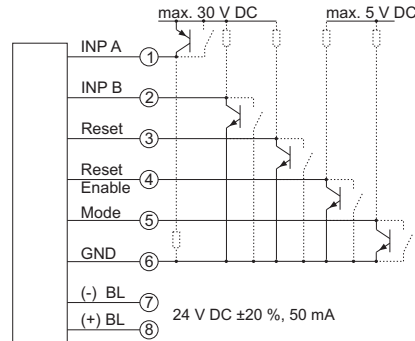 max. 30 V DC
max. 5 V DC
INP A
1
INP B
2
Reset
3
Reset
Enable
4
Mode
5
GND
6
(-) BL
7
(+) BL
8
24 V DC ±20 %, 50 mA